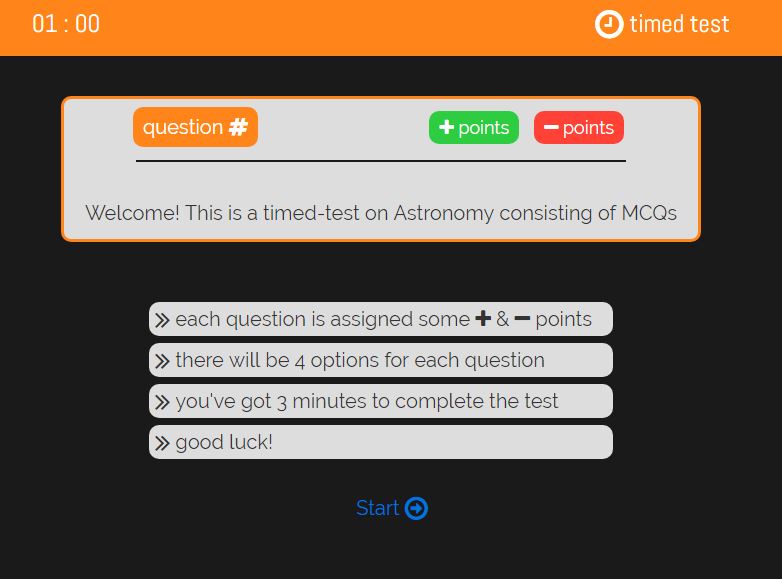 01 : 00 timed test
question # + points - points
Welcome! This is a timed-test on Astronomy consisting of MCQs
» each question is assigned some + & - points
» there will be 4 options for each question
» you've got 3 minutes to complete the test
» good luck!
Start